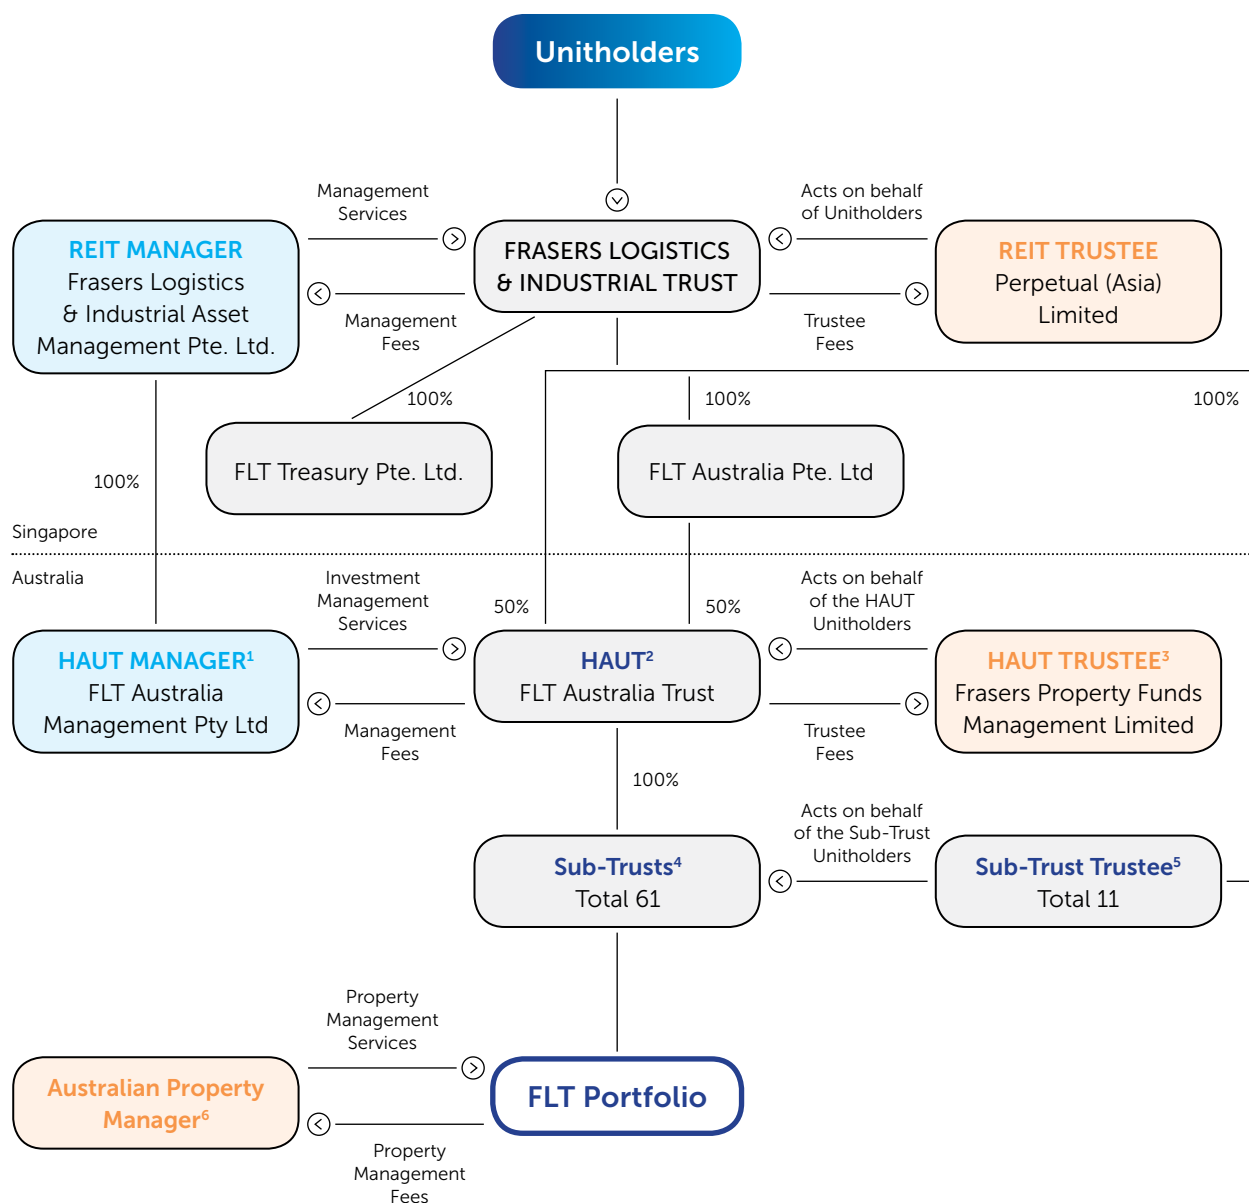 Unitholders
Management
Services
Acts on behalf
of Unitholders
REIT MANAGER
Frasers Logistics
& Industrial Asset
Management Pte. Ltd.
FRASERS LOGISTICS
& INDUSTRIAL TRUST
REIT TRUSTEE
Perpetual (Asia)
Limited
Management
Fees
Trustee
Fees
100%
100%
100%
FLT Treasury Pte. Ltd.
FLT Australia Pte. Ltd
100%
Singapore
Australia
Investment
Management
Services
50%
50%
Acts on behalf
of the HAUT
Unitholders
HAUT MANAGER¹
FLT Australia
Management Pty Ltd
HAUT²
FLT Australia Trust
HAUT TRUSTEE³
Frasers Property Funds
Management Limited
Management
Fees
Trustee
Fees
100%
Acts on behalf
of the Sub-Trust
Unitholders
Sub-Trusts⁴
Total 61
Sub-Trust Trustee⁵
Total 11
Property
Management
Services
Australian Property
Manager⁶
FLT Portfolio
Property
Management
Fees